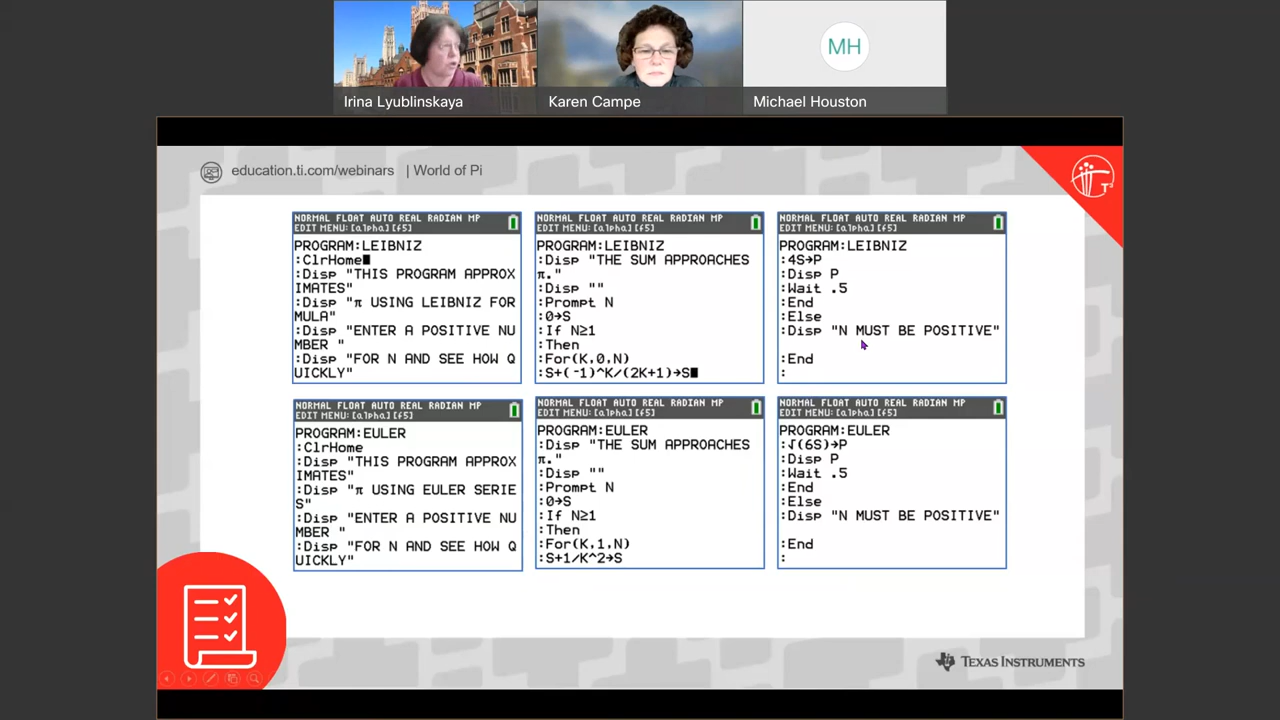 MH
Irina Lyublinskaya
Karen Campe
Michael Houston
education.ti.com/webinars | World of Pi
NORMAL FLOAT AUTO REAL RADIAN MP
EDIT MENU: [alpha] [f5]
PROGRAM:LEIBNIZ
:ClrHome
:Disp "THIS PROGRAM APPROX
IMATES"
:Disp "π USING LEIBNIZ FOR
MULA"
:Disp "ENTER A POSITIVE NU
MBER "
:Disp "FOR N AND SEE HOW Q
UICKLY"
NORMAL FLOAT AUTO REAL RADIAN MP
EDIT MENU: [alpha] [f5]
PROGRAM:LEIBNIZ
:Disp "THE SUM APPROACHES
π."
:Disp ""
:Prompt N
:0→S
:If N≥1
:Then
:For(K,0,N)
:S+(-1)^K/(2K+1)→S
NORMAL FLOAT AUTO REAL RADIAN MP
EDIT MENU: [alpha] [f5]
PROGRAM:LEIBNIZ
:4S→P
:Disp P
:Wait .5
:End
:Else
:Disp "N MUST BE POSITIVE"
:End
:
NORMAL FLOAT AUTO REAL RADIAN MP
EDIT MENU: [alpha] [f5]
PROGRAM:EULER
:ClrHome
:Disp "THIS PROGRAM APPROX
IMATES"
:Disp "π USING EULER SERIE
S"
:Disp "ENTER A POSITIVE NU
MBER "
:Disp "FOR N AND SEE HOW Q
UICKLY"
NORMAL FLOAT AUTO REAL RADIAN MP
EDIT MENU: [alpha] [f5]
PROGRAM:EULER
:Disp "THE SUM APPROACHES
π."
:Disp ""
:Prompt N
:0→S
:If N≥1
:Then
:For(K,1,N)
:S+1/K^2→S
NORMAL FLOAT AUTO REAL RADIAN MP
EDIT MENU: [alpha] [f5]
PROGRAM:EULER
:√(6S)→P
:Disp P
:Wait .5
:End
:Else
:Disp "N MUST BE POSITIVE"
:End
:
TEXAS INSTRUMENTS